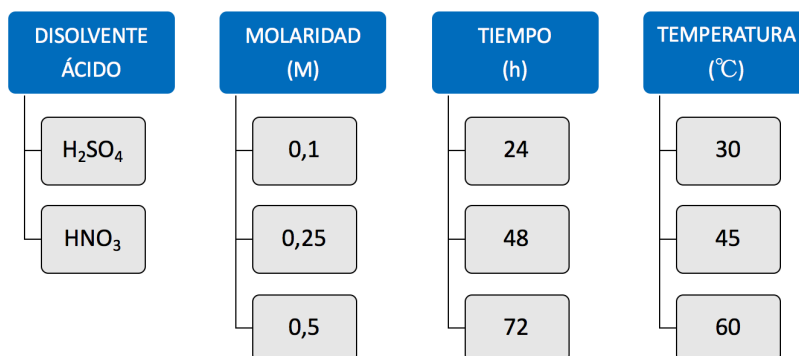 DISOLVENTE
ÁCIDO
H₂SO₄
HNO₃
MOLARIDAD
(M)
0,1
0,25
0,5
TIEMPO
(h)
24
48
72
TEMPERATURA
(℃)
30
45
60